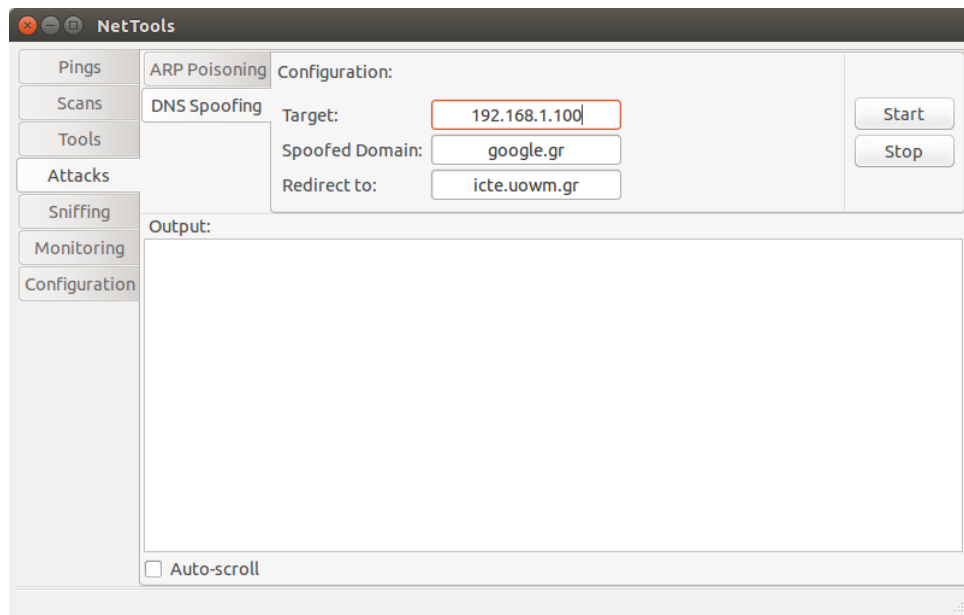 NetTools
Pings
Scans
Tools
Attacks
Sniffing
Monitoring
Configuration
ARP Poisoning
DNS Spoofing
Configuration:
Target: 192.168.1.100
Spoofed Domain: google.gr
Redirect to: icte.uowm.gr
Start
Stop
Output:
Auto-scroll